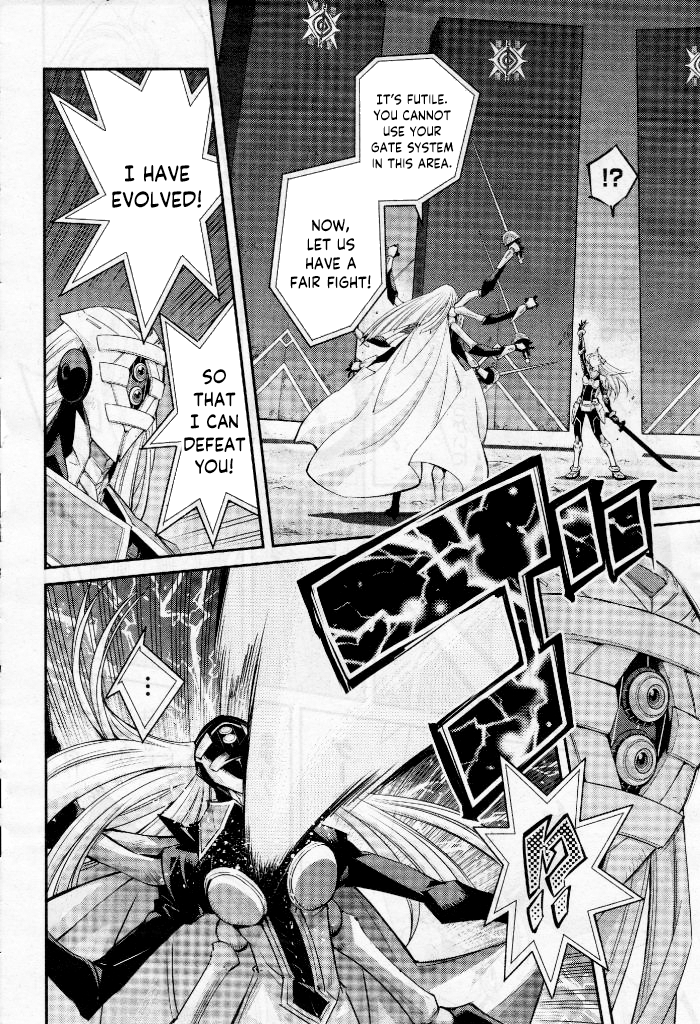 !?
IT'S FUTILE.
YOU CANNOT
USE YOUR
GATE SYSTEM
IN THIS AREA.
NOW,
LET US
HAVE A
FAIR FIGHT!
I HAVE
EVOLVED!
SO
THAT I
CAN
DEFEAT
YOU!
ゴ
!?
...